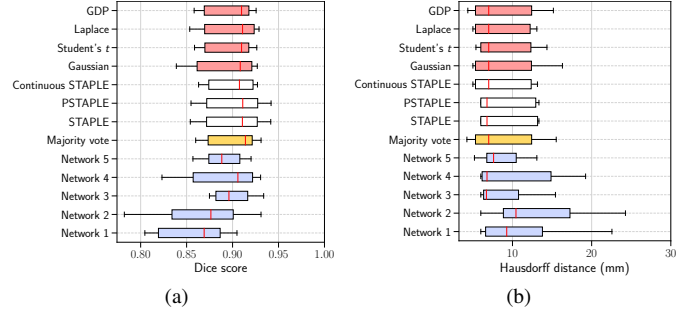 GDP
Laplace
Student's t
Gaussian
Continuous STAPLE
PSTAPLE
STAPLE
Majority vote
Network 5
Network 4
Network 3
Network 2
Network 1
0.80 0.85 0.90 0.95 1.00
Dice score
(a)
GDP
Laplace
Student's t
Gaussian
Continuous STAPLE
PSTAPLE
STAPLE
Majority vote
Network 5
Network 4
Network 3
Network 2
Network 1
10 20 30
Hausdorff distance (mm)
(b)